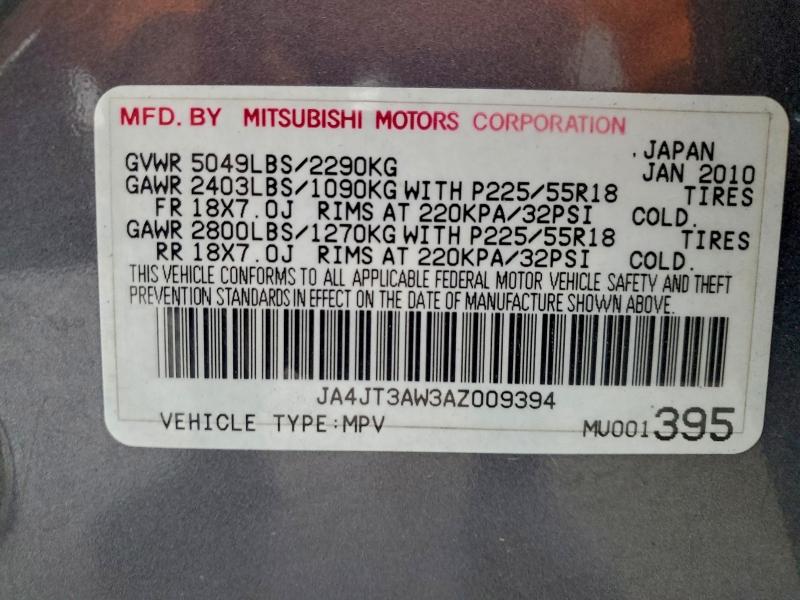 MFD. BY MITSUBISHI MOTORS CORPORATION
. JAPAN
GVWR 5049LBS/2290KG JAN 2010
GAWR 2403LBS/1090KG WITH P225/55R18 TIRES
FR 18X7.0J RIMS AT 220KPA/32PSI COLD.
GAWR 2800LBS/1270KG WITH P225/55R18 TIRES
RR 18X7.0J RIMS AT 220KPA/32PSI COLD.
THIS VEHICLE CONFORMS TO ALL APPLICABLE FEDERAL MOTOR VEHICLE SAFETY AND THEFT
PREVENTION STANDARDS IN EFFECT ON THE DATE OF MANUFACTURE SHOWN ABOVE.
JA4JT3AW3AZ009394
VEHICLE TYPE:MPV MU001395